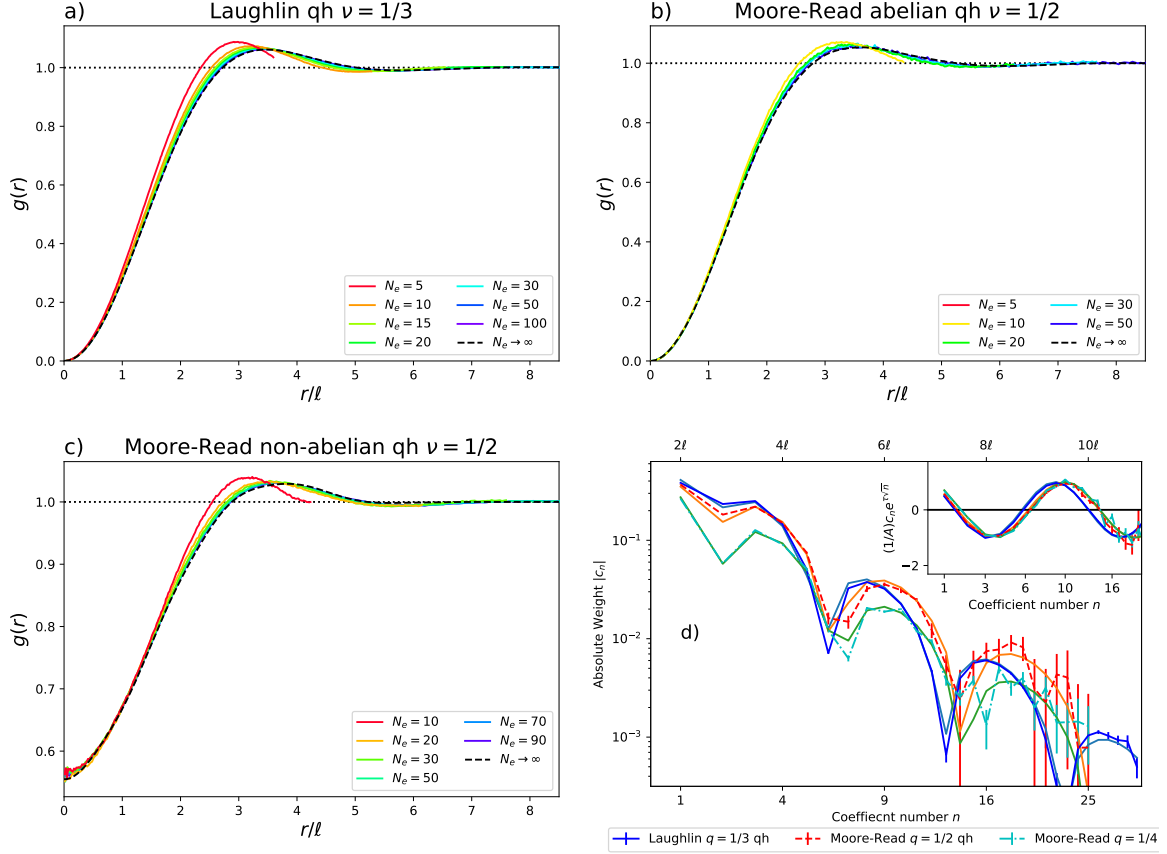 a) Laughlin qh ν = 1/3
g(r)
1.0
0.8
0.6
0.4
0.2
0.0
N_e = 5
N_e = 10
N_e = 15
N_e = 20
N_e = 30
N_e = 50
N_e = 100
N_e → ∞
0 1 2 3 4 5 6 7 8
r/ℓ
b) Moore-Read abelian qh ν = 1/2
g(r)
1.0
0.8
0.6
0.4
0.2
0.0
N_e = 5
N_e = 10
N_e = 20
N_e = 30
N_e = 50
N_e → ∞
0 1 2 3 4 5 6 7 8
r/ℓ
c) Moore-Read non-abelian qh ν = 1/2
g(r)
1.0
0.9
0.8
0.7
0.6
N_e = 10
N_e = 20
N_e = 30
N_e = 50
N_e = 70
N_e = 90
N_e → ∞
0 1 2 3 4 5 6 7 8
r/ℓ
2ℓ 4ℓ 6ℓ 8ℓ 10ℓ
Absolute Weight |c_n|
10⁻¹
10⁻²
10⁻³
d)
(1/A)c_n e^{τ√n}
0
−2
1 3 6 10 16
Coefficient number n
1 4 9 16 25
Coeffiecnt number n
Laughlin q = 1/3 qh
Moore-Read q = 1/2 qh
Moore-Read q = 1/4